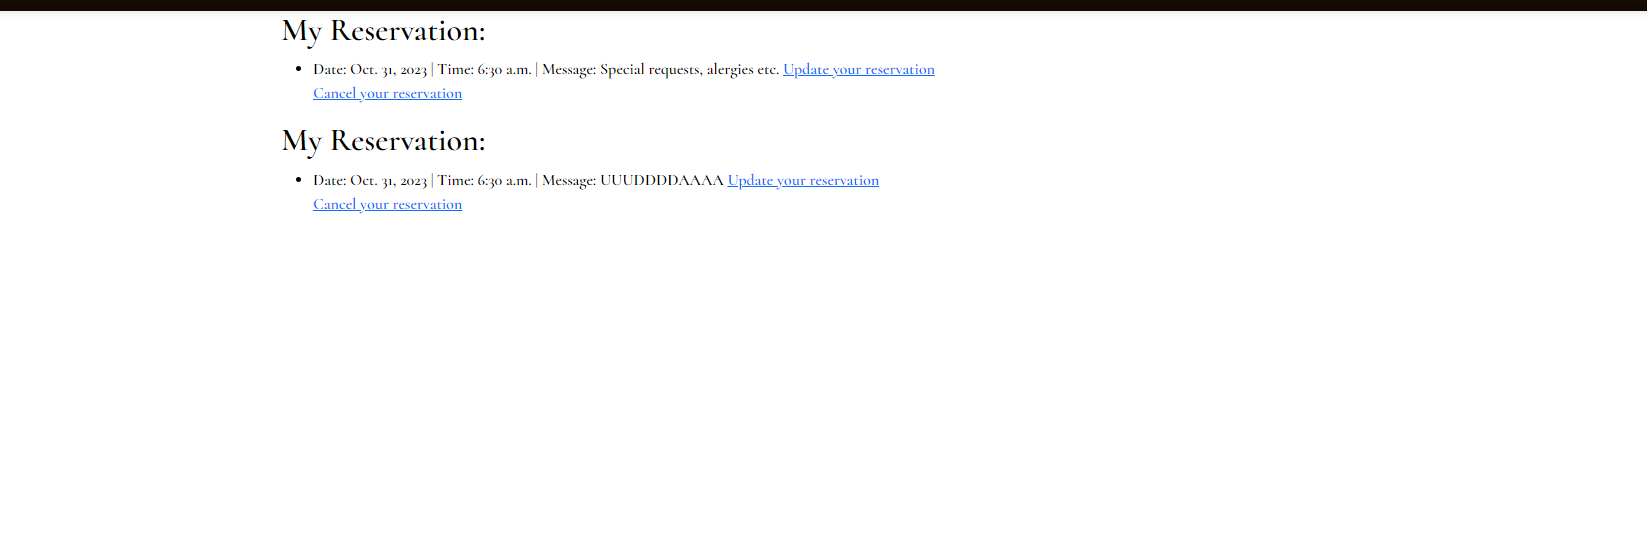 My Reservation:
Date: Oct. 31, 2023 | Time: 6:30 a.m. | Message: Special requests, alergies etc. Update your reservation
Cancel your reservation
My Reservation:
Date: Oct. 31, 2023 | Time: 6:30 a.m. | Message: UUUDDDDAAAA Update your reservation
Cancel your reservation